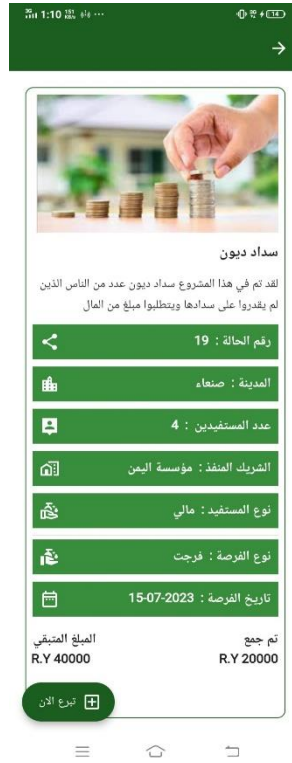 1:10
سداد ديون
لقد تم في هذا المشروع سداد ديون عدد من الناس الذين
لم يقدروا على سدادها ويتطلبوا مبلغ من المال
رقم الحالة : 19
المدينة : صنعاء
عدد المستفيدين : 4
الشريك المنفذ : مؤسسة اليمن
نوع المستفيد : مالي
نوع الفرصة : فرجت
تاريخ الفرصة : 2023-07-15
تم جمع
R.Y 20000
المبلغ المتبقي
R.Y 40000
تبرع الان